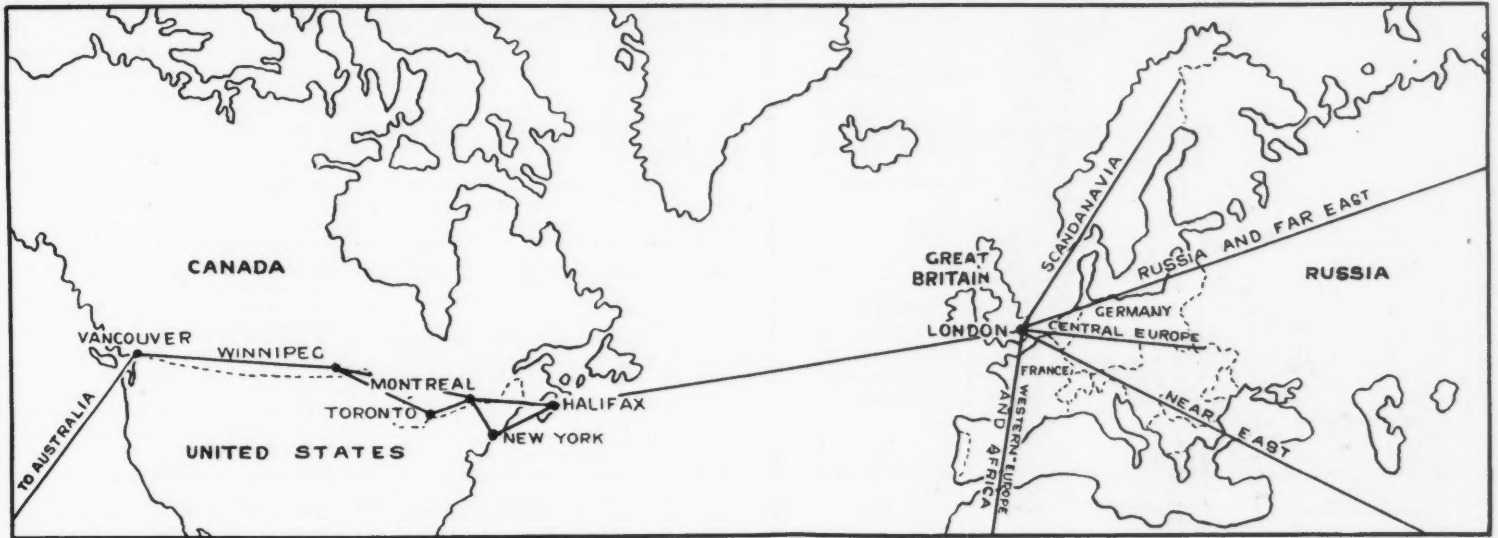 CANADA
VANCOUVER
WINNIPEG
MONTREAL
TORONTO
HALIFAX
NEW YORK
UNITED STATES
TO AUSTRALIA
GREAT
BRITAIN
LONDON
SCANDANAVIA
RUSSIA AND FAR EAST
RUSSIA
GERMANY
CENTRAL EUROPE
FRANCE
NEAR EAST
WESTERN-EUROPE
AND AFRICA